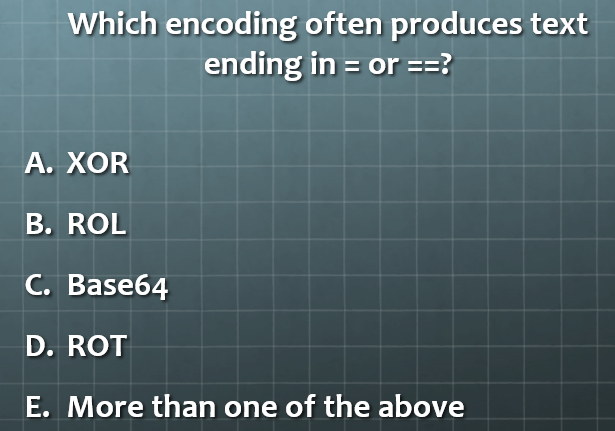 Which encoding often produces text
ending in = or ==?
A. XOR
B. ROL
C. Base64
D. ROT
E. More than one of the above